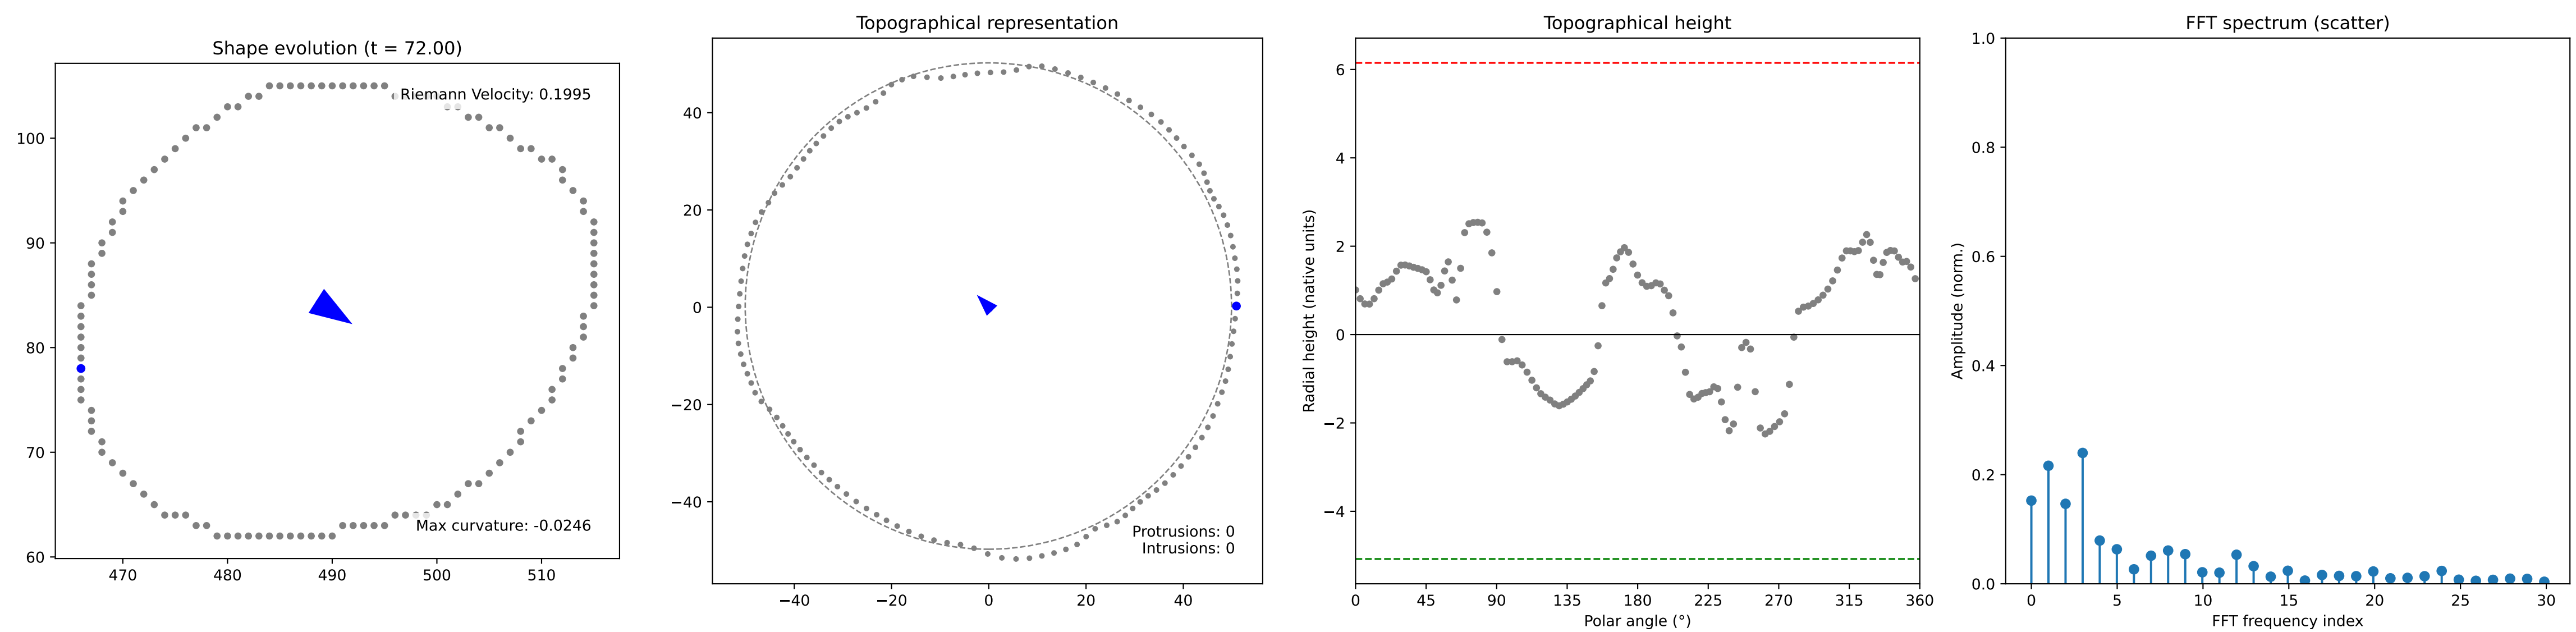 Shape evolution (t = 72.00)
Riemann Velocity: 0.1995
Max curvature: -0.0246
100
90
80
70
60
470 480 490 500 510
Topographical representation
40
20
0
−20
−40
−40 −20 0 20 40
Protrusions: 0
Intrusions: 0
Topographical height
Radial height (native units)
6
4
2
0
−2
−4
0 45 90 135 180 225 270 315 360
Polar angle (°)
FFT spectrum (scatter)
Amplitude (norm.)
1.0
0.8
0.6
0.4
0.2
0.0
0 5 10 15 20 25 30
FFT frequency index